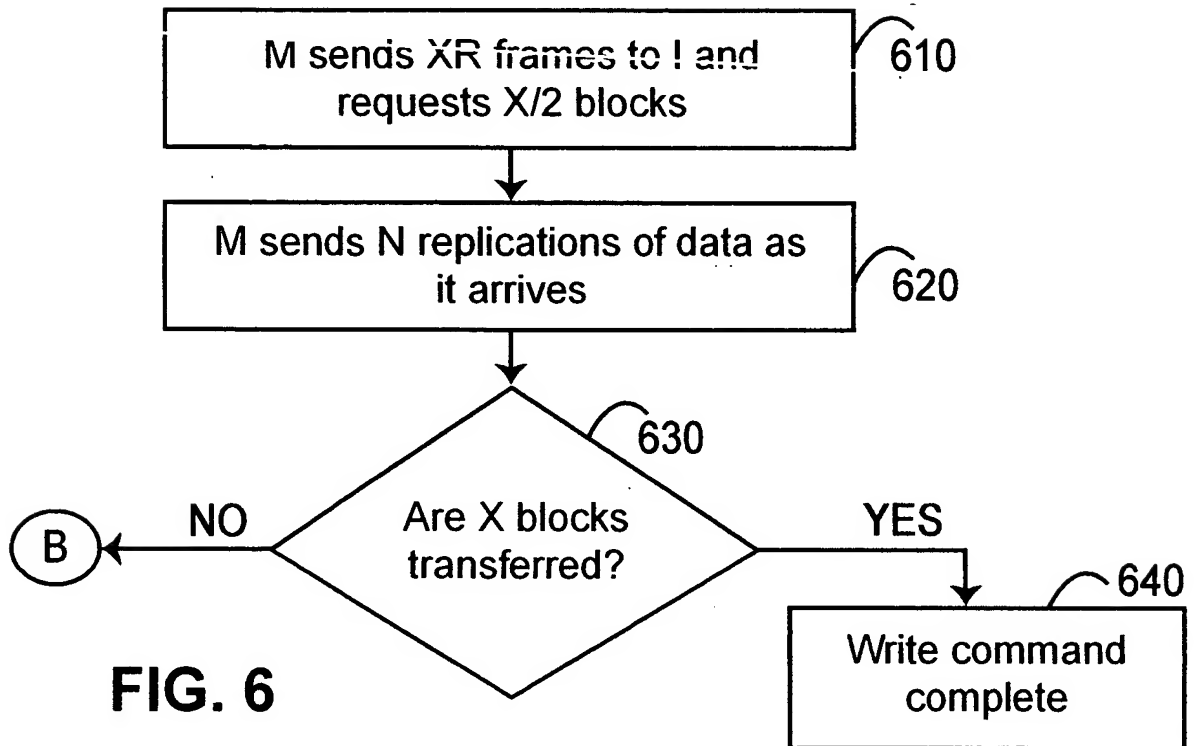 M sends XR frames to I and
requests X/2 blocks
610
M sends N replications of data as
it arrives
620
630
Are X blocks
transferred?
NO
B
YES
640
Write command
complete
FIG. 6